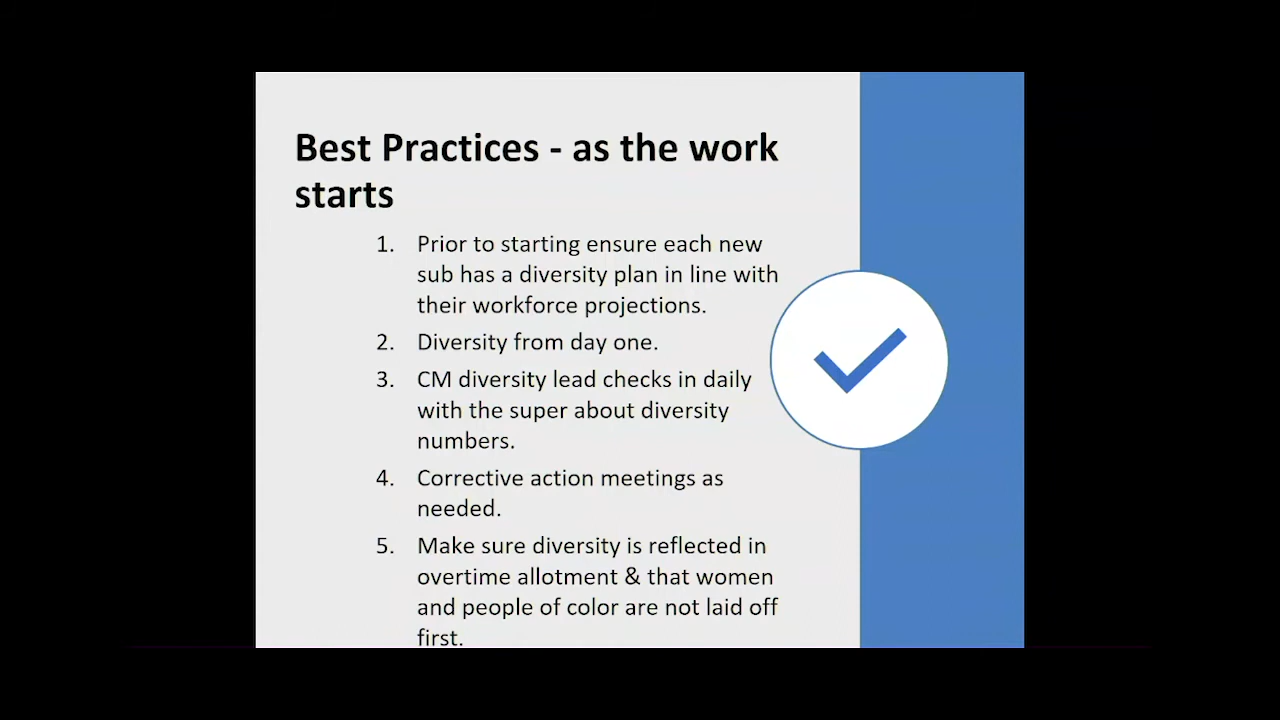 Best Practices - as the work
starts
1. Prior to starting ensure each new
sub has a diversity plan in line with
their workforce projections.
2. Diversity from day one.
3. CM diversity lead checks in daily
with the super about diversity
numbers.
4. Corrective action meetings as
needed.
5. Make sure diversity is reflected in
overtime allotment & that women
and people of color are not laid off
first.